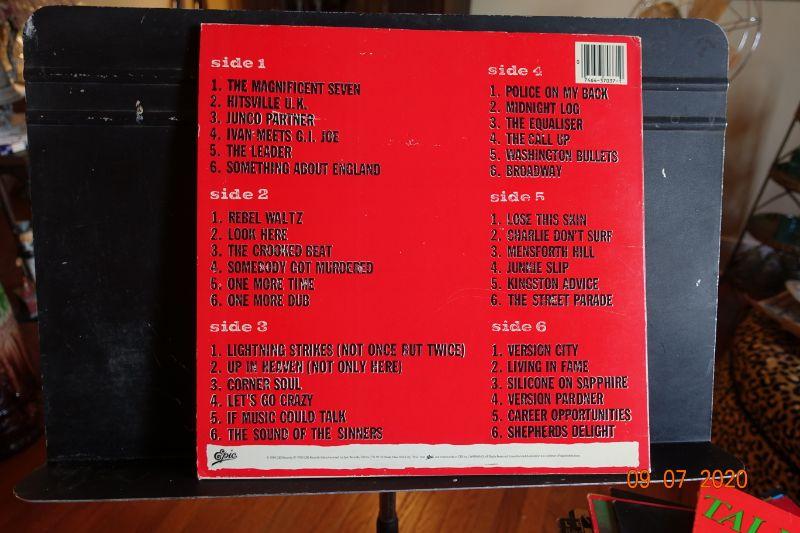 side 1
1. THE MAGNIFICENT SEVEN
2. HITSVILLE U.K.
3. JUNCO PARTNER
4. IVAN MEETS G.I. JOE
5. THE LEADER
6. SOMETHING ABOUT ENGLAND
side 2
1. REBEL WALTZ
2. LOOK HERE
3. THE CROOKED BEAT
4. SOMEBODY GOT MURDERED
5. ONE MORE TIME
6. ONE MORE DUB
side 3
1. LIGHTNING STRIKES (NOT ONCE BUT TWICE)
2. UP IN HEAVEN (NOT ONLY HERE)
3. CORNER SOUL
4. LET'S GO CRAZY
5. IF MUSIC COULD TALK
6. THE SOUND OF THE SINNERS
side 4
1. POLICE ON MY BACK
2. MIDNIGHT LOG
3. THE EQUALISER
4. THE CALL UP
5. WASHINGTON BULLETS
6. BROADWAY
side 5
1. LOSE THIS SKIN
2. CHARLIE DON'T SURF
3. MENSFORTH HILL
4. JUNKIE SLIP
5. KINGSTON ADVICE
6. THE STREET PARADE
side 6
1. VERSION CITY
2. LIVING IN FAME
3. SILICONE ON SAPPHIRE
4. VERSION PARDNER
5. CAREER OPPORTUNITIES
6. SHEPHERDS DELIGHT
Epic
09 07 2020